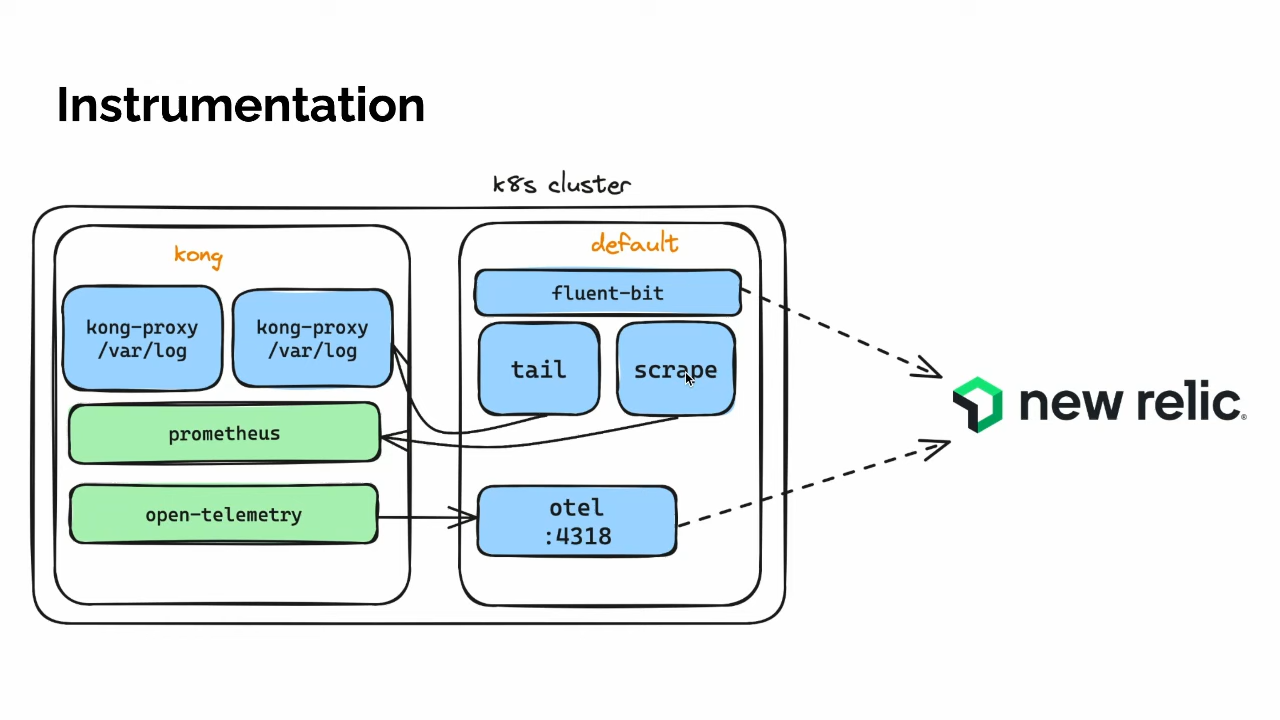 Instrumentation
k8s cluster
kong
kong-proxy
/var/log
kong-proxy
/var/log
prometheus
open-telemetry
default
fluent-bit
tail
scrape
otel
:4318
new relic®